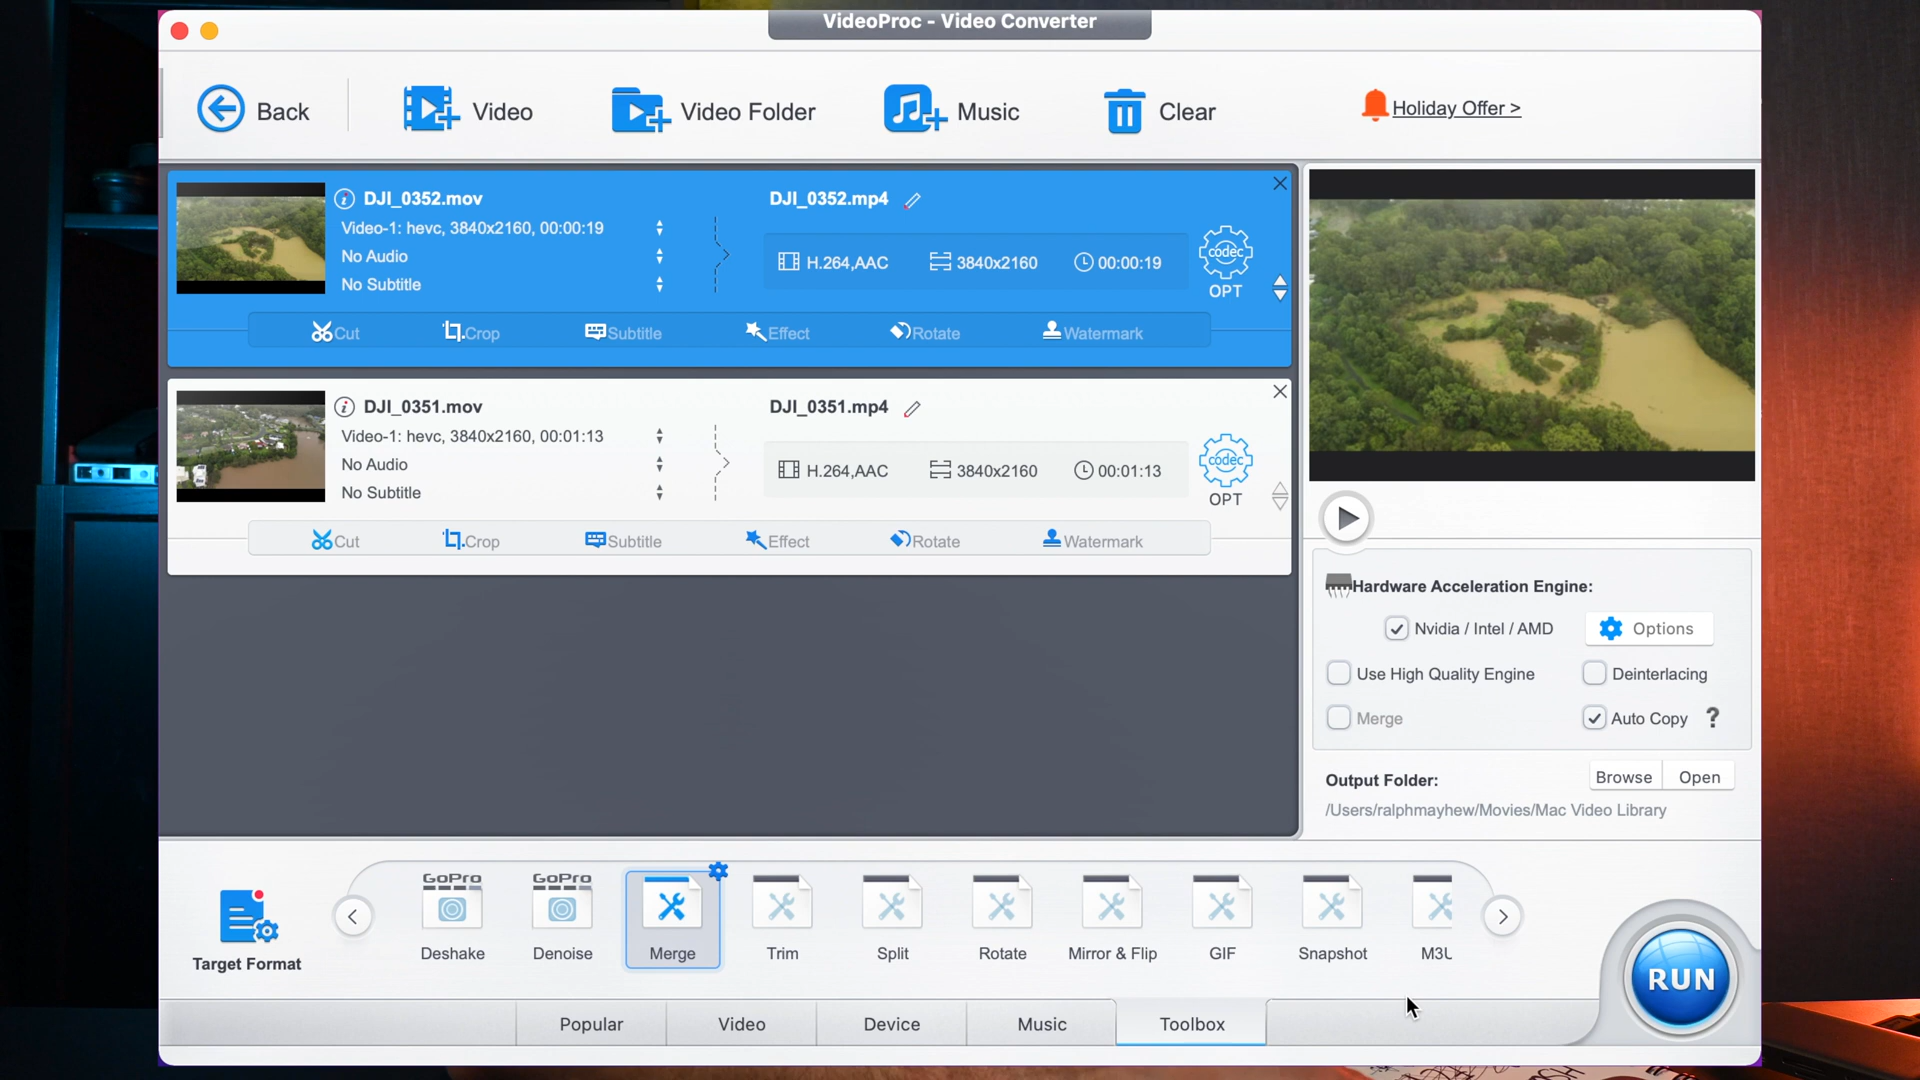 VideoProc - Video Converter
Back
Video
Video Folder
Music
Clear
Holiday Offer >
DJI_0352.mov
Video-1: hevc, 3840x2160, 00:00:19
No Audio
No Subtitle
DJI_0352.mp4
H.264,AAC
3840x2160
00:00:19
codec
OPT
Cut
Crop
Subtitle
Effect
Rotate
Watermark
DJI_0351.mov
Video-1: hevc, 3840x2160, 00:01:13
No Audio
No Subtitle
DJI_0351.mp4
H.264,AAC
3840x2160
00:01:13
codec
OPT
Cut
Crop
Subtitle
Effect
Rotate
Watermark
Hardware Acceleration Engine:
Nvidia / Intel / AMD
Options
Use High Quality Engine
Deinterlacing
Merge
Auto Copy ?
Output Folder:
Browse
Open
/Users/ralphmayhew/Movies/Mac Video Library
Target Format
GoPro
Deshake
GoPro
Denoise
Merge
Trim
Split
Rotate
Mirror & Flip
GIF
Snapshot
RUN
Popular
Video
Device
Music
Toolbox